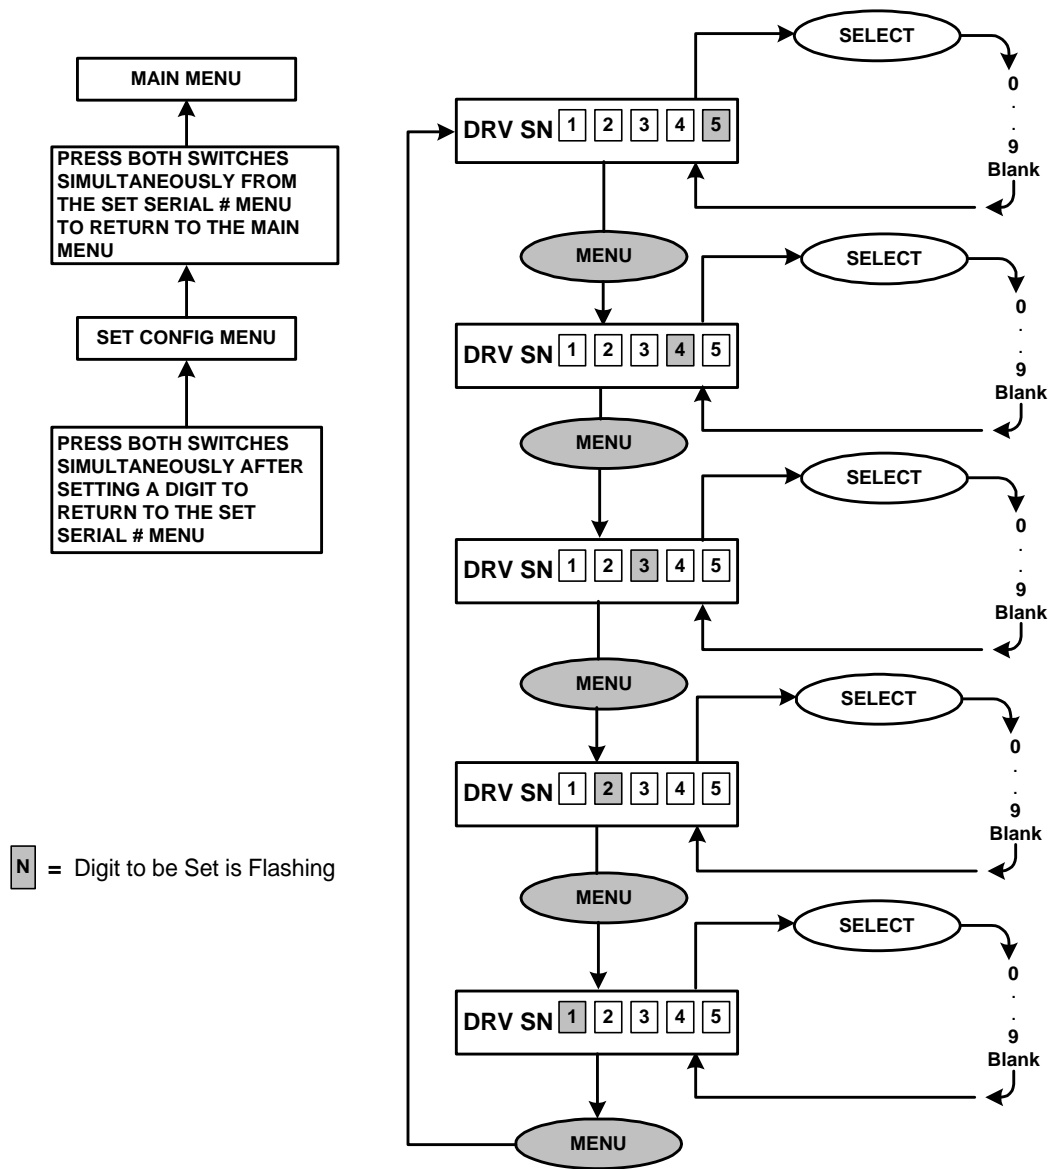 MAIN MENU
PRESS BOTH SWITCHES
SIMULTANEOUSLY FROM
THE SET SERIAL # MENU
TO RETURN TO THE MAIN
MENU
SET CONFIG MENU
PRESS BOTH SWITCHES
SIMULTANEOUSLY AFTER
SETTING A DIGIT TO
RETURN TO THE SET
SERIAL # MENU
N = Digit to be Set is Flashing
SELECT
0
.
.
9
Blank
DRV SN 1 2 3 4 5
MENU
SELECT
0
.
.
9
Blank
DRV SN 1 2 3 4 5
MENU
SELECT
0
.
.
9
Blank
DRV SN 1 2 3 4 5
MENU
SELECT
0
.
.
9
Blank
DRV SN 1 2 3 4 5
MENU
SELECT
0
.
.
9
Blank
DRV SN 1 2 3 4 5
MENU